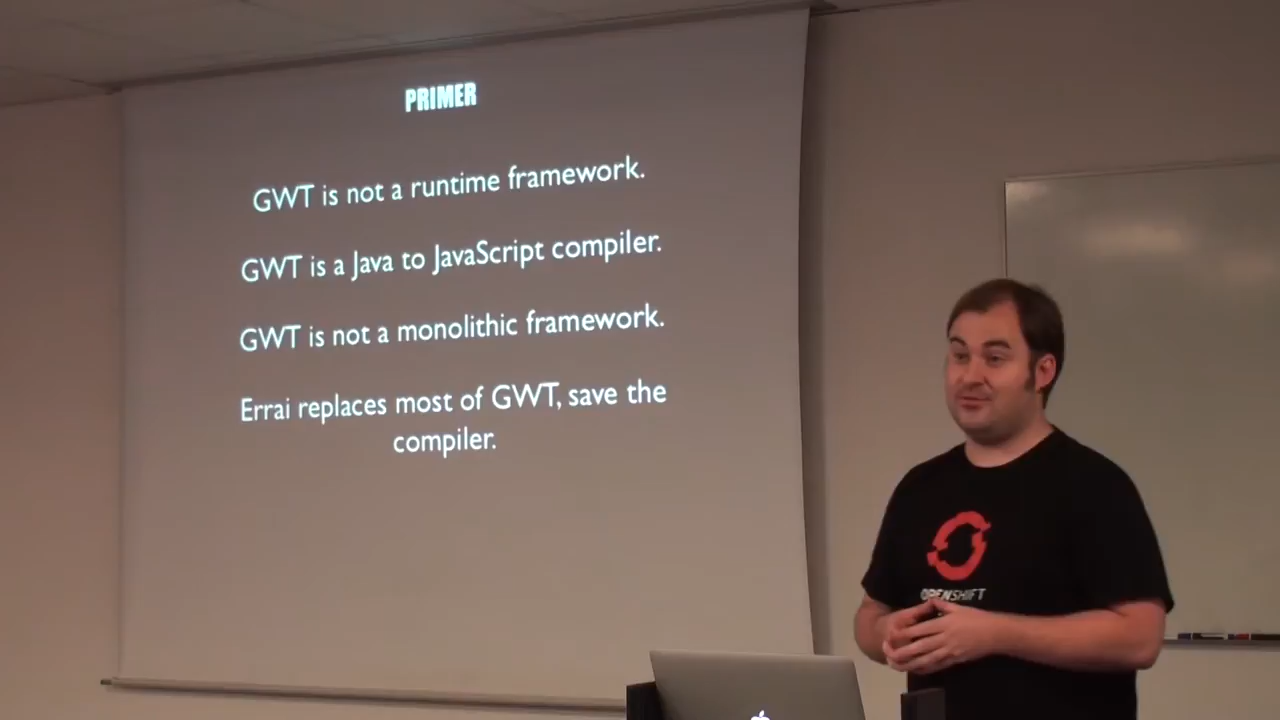 PRIMER
GWT is not a runtime framework.
GWT is a Java to JavaScript compiler.
GWT is not a monolithic framework.
Errai replaces most of GWT, save the
compiler.
OPENSHIFT